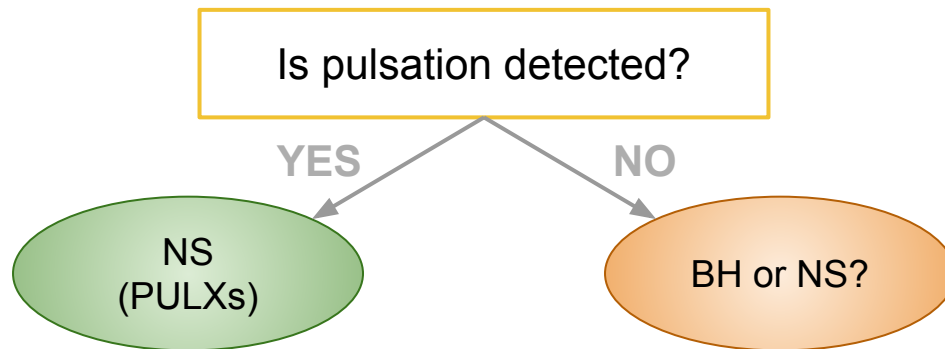 Is pulsation detected?
YES
NO
NS
(PULXs)
BH or NS?